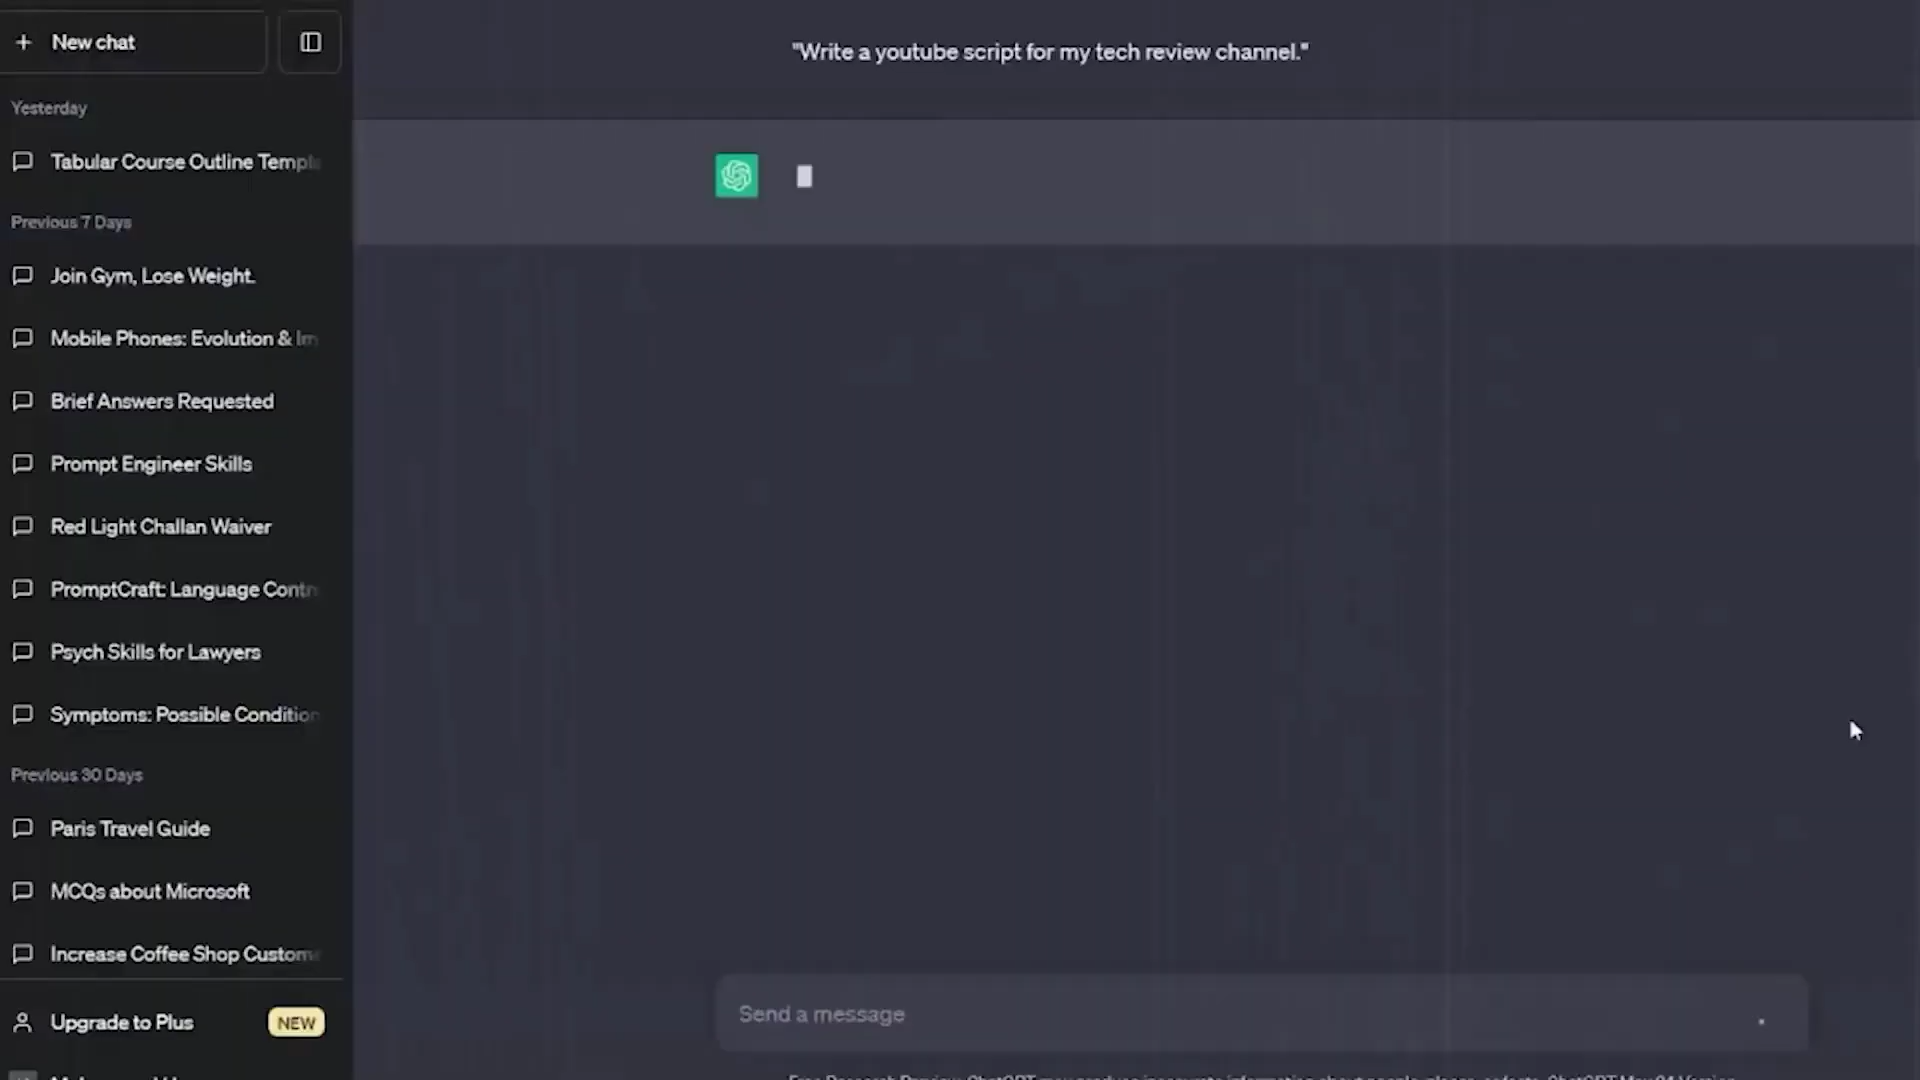 New chat
"Write a youtube script for my tech review channel."
Yesterday
Tabular Course Outline Templ
Previous 7 Days
Join Gym, Lose Weight.
Mobile Phones: Evolution & Im
Brief Answers Requested
Prompt Engineer Skills
Red Light Challan Waiver
PromptCraft: Language Contr
Psych Skills for Lawyers
Symptoms: Possible Condition
Previous 30 Days
Paris Travel Guide
MCQs about Microsoft
Increase Coffee Shop Custome
Send a message
Upgrade to Plus
NEW